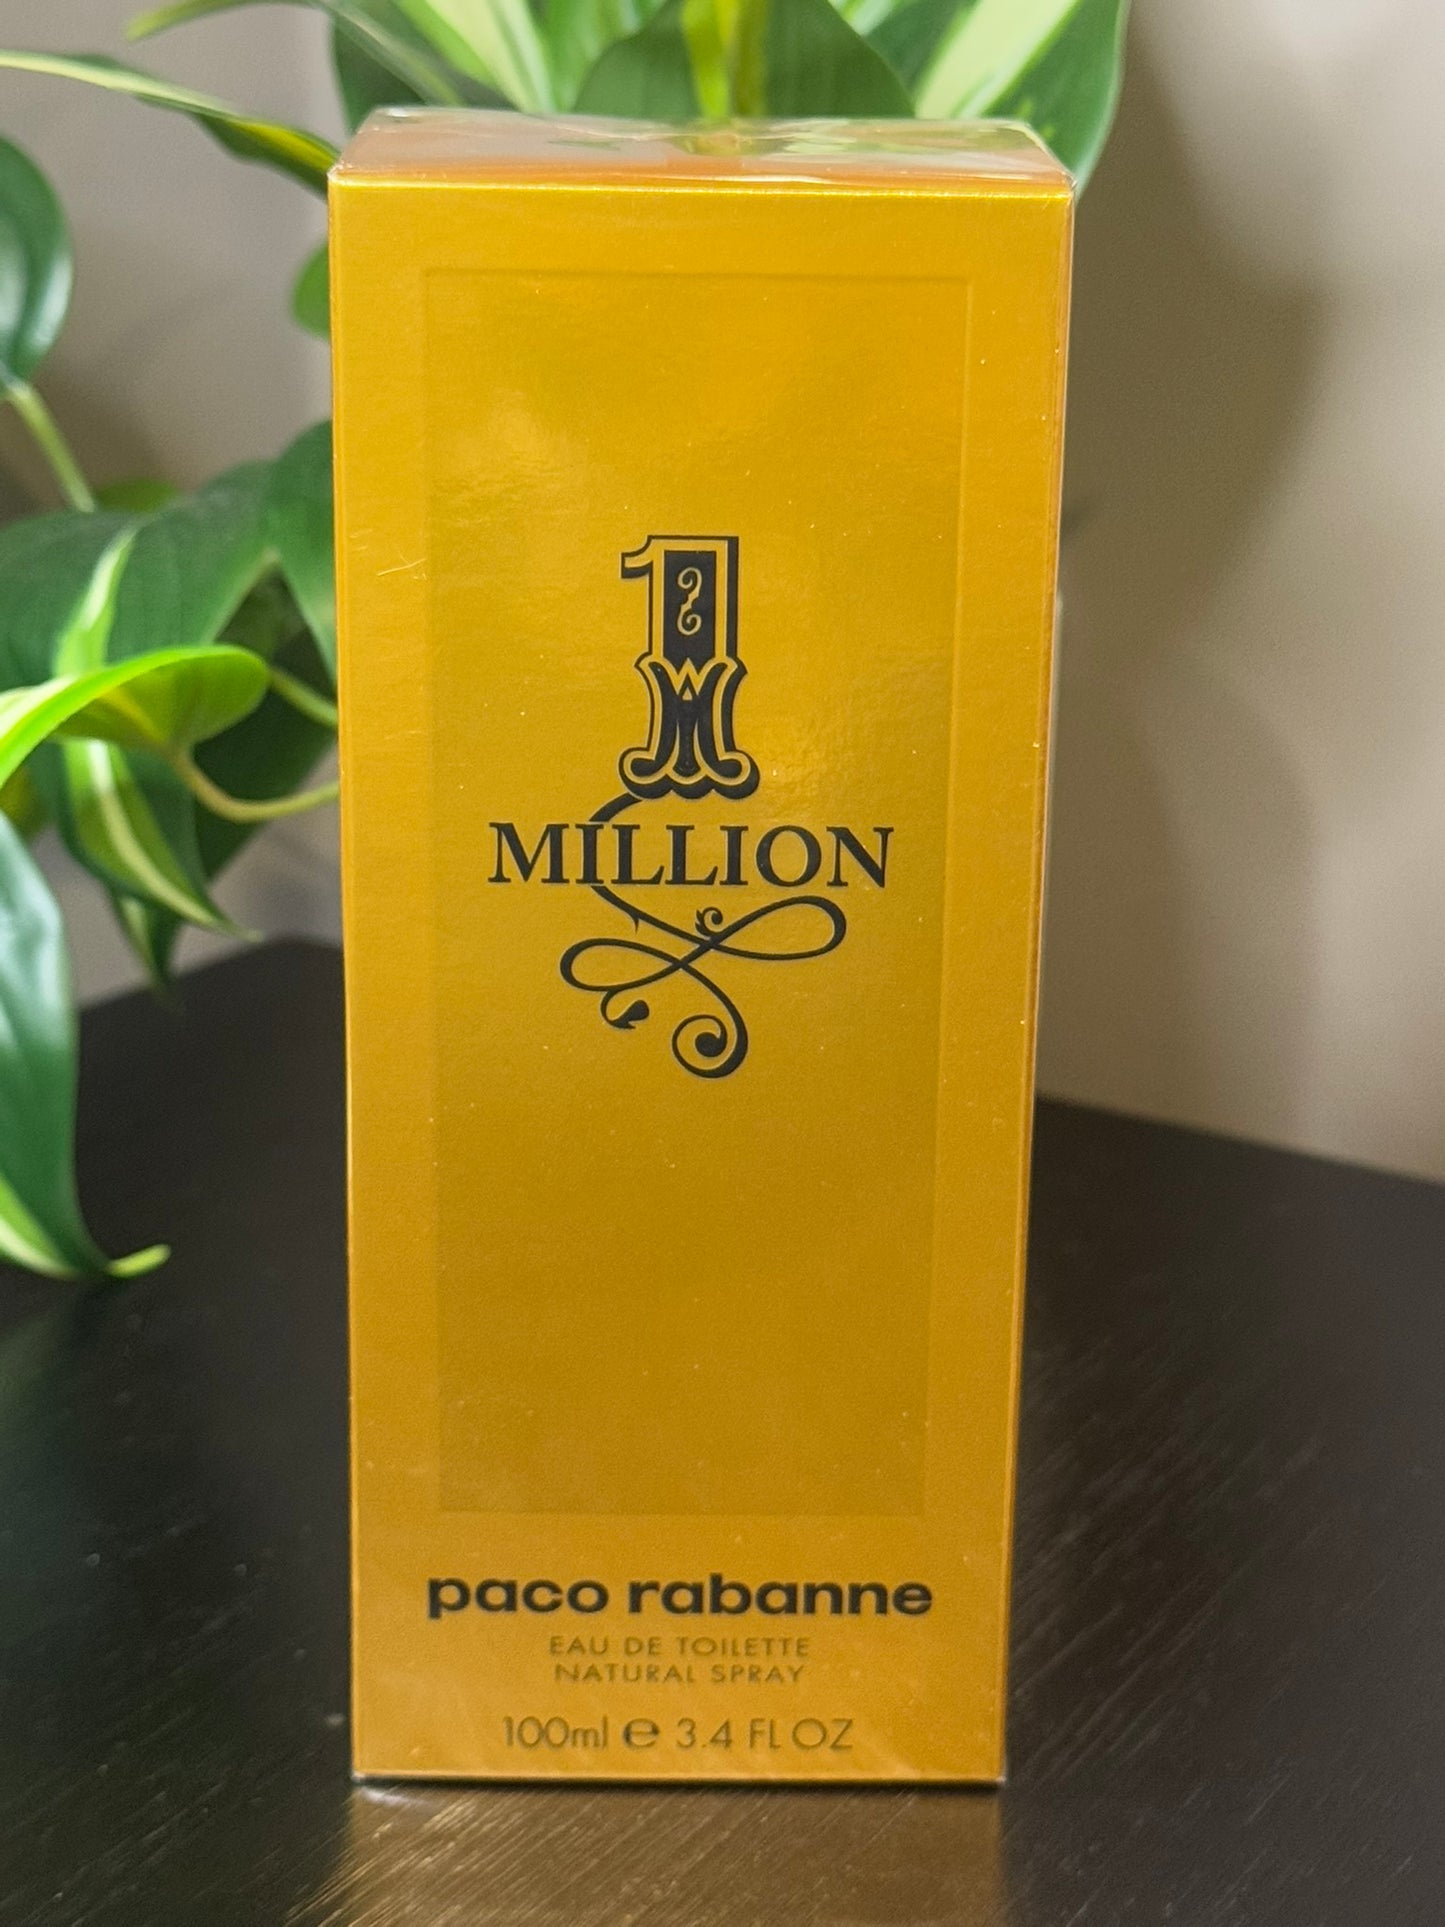 1
MILLION
paco rabanne
EAU DE TOILETTE
NATURAL SPRAY
100ml ℮ 3.4 FL OZ